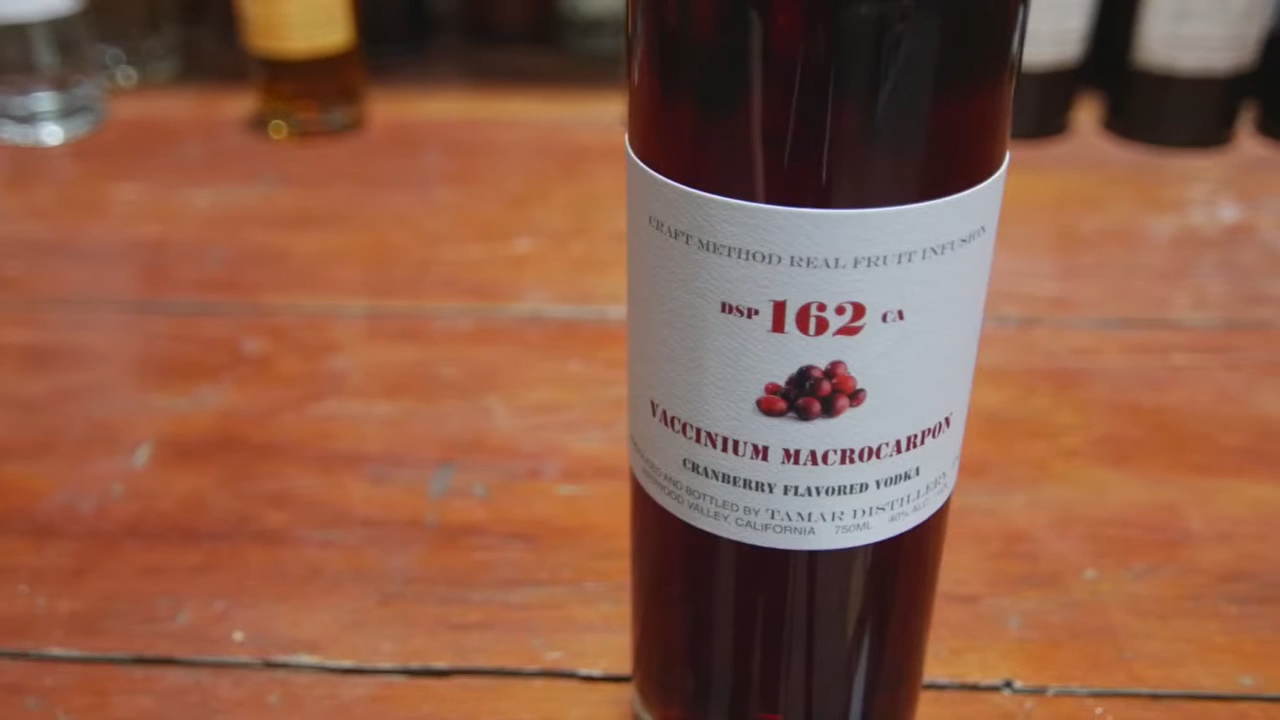 CRAFT METHOD REAL FRUIT INFUSION
DSP 162 CA
VACCINIUM MACROCARPON
CRANBERRY FLAVORED VODKA
AND BOTTLED BY TAMAR DISTILLERY
VALLEY, CALIFORNIA 750ML 40%